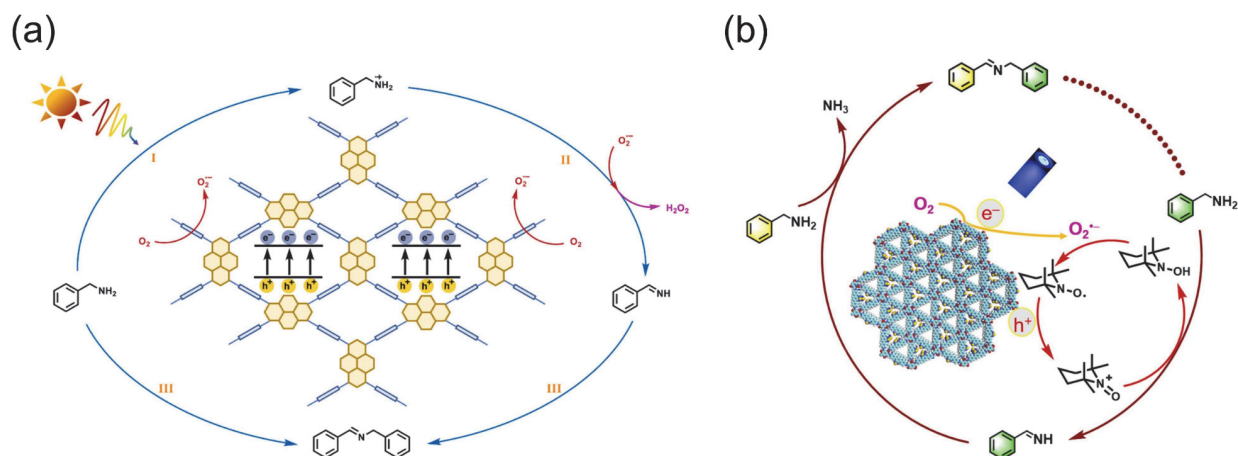 (a)
NH₂
I
II
O₂•−
H₂O₂
O₂•−
O₂
O₂•−
O₂
e⁻ e⁻ e⁻
e⁻ e⁻ e⁻
h⁺ h⁺ h⁺
h⁺ h⁺ h⁺
NH₂
NH
III
III
N
(b)
N
NH₃
NH₂
O₂
e⁻
O₂•−
NH₂
N-OH
N-O•
h⁺
N⁺
O
NH